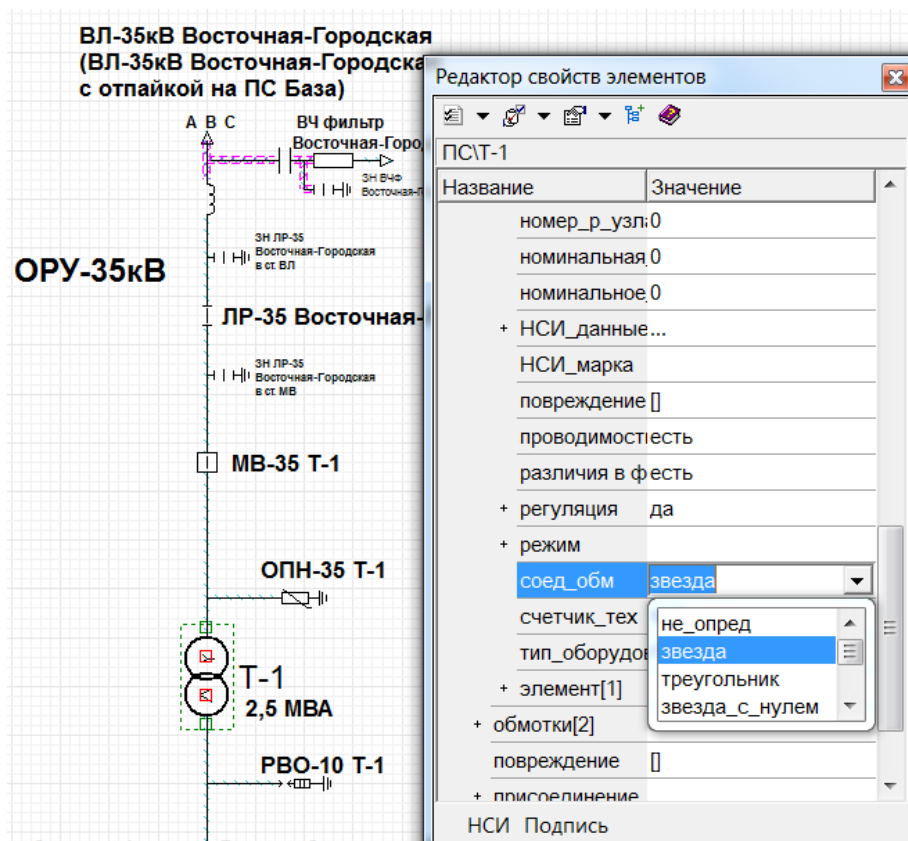 ВЛ-35кВ Восточная-Городская
(ВЛ-35кВ Восточная-Городска
с отпайкой на ПС База)
А В С
ВЧ фильтр
Восточная-Горо
ЗН ВЧФ
Восточная-Г
ЗН ЛР-35
Восточная-Городская
в ст. ВЛ
ОРУ-35кВ
ЛР-35 Восточная-
ЗН ЛР-35
Восточная-Городская
в ст. МВ
МВ-35 Т-1
ОПН-35 Т-1
Т-1
2,5 МВА
РВО-10 Т-1
Редактор свойств элементов
ПС\Т-1
Название Значение
номер_р_узла 0
номинальная_ 0
номинальное_ 0
+ НСИ_данные ...
НСИ_марка
повреждение []
проводимост есть
различия в ф есть
+ регуляция да
+ режим
соед_обм звезда
счетчик_тех
тип_оборудо
+ элемент[1]
не_опред
звезда
треугольник
звезда_с_нулем
+ обмотки[2]
повреждение []
+ присоединение
НСИ Подпись